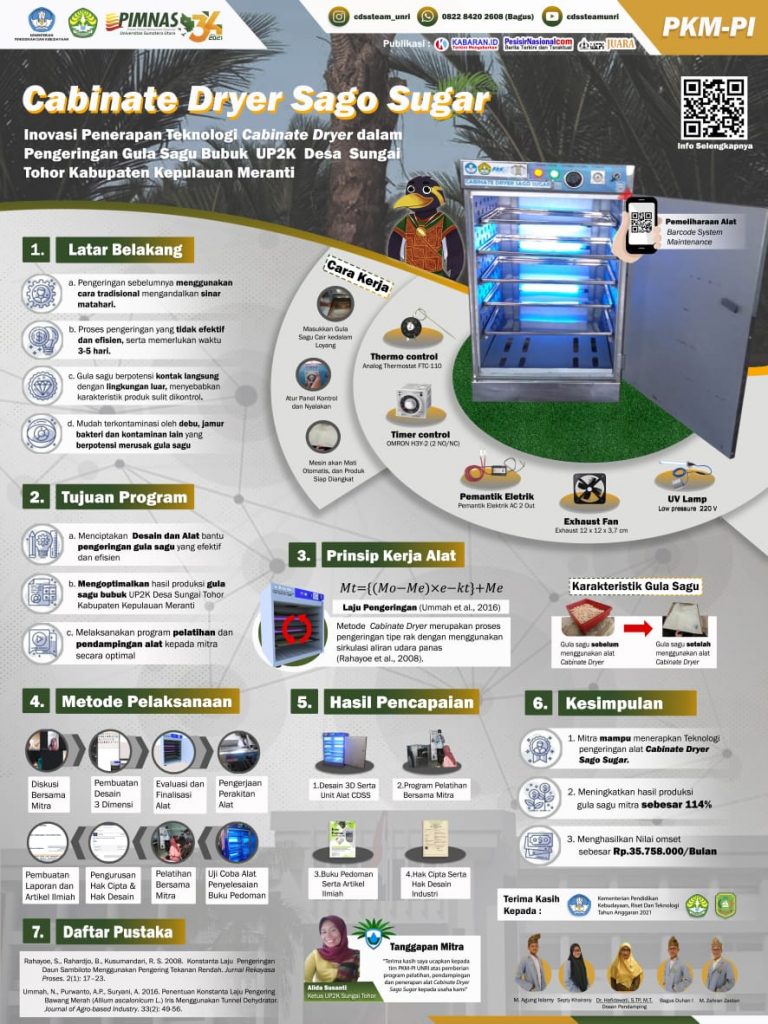 KEMENTERIAN
PENDIDIKAN DAN KEBUDAYAAN
PIMNAS 34
Universitas Sumatera Utara
2021
cdssteam_unri
0822 8420 2608 (Bagus)
cdssteamunri
Publikasi :
KABARAN.ID
PesisirNasional.com
Berita Terkini dan Teraktual
JUARA
PKM-PI
Cabinate Dryer Sago Sugar
Inovasi Penerapan Teknologi Cabinate Dryer dalam
Pengeringan Gula Sagu Bubuk UP2K Desa Sungai
Tohor Kabupaten Kepulauan Meranti
Info Selengkapnya
CABINATE DRYER SAGO SUGAR
Pemeliharaan Alat
Barcode System
Maintenance
1. Latar Belakang
a. Pengeringan sebelumnya menggunakan
cara tradisional mengandalkan sinar
matahari.
b. Proses pengeringan yang tidak efektif
dan efisien, serta memerlukan waktu
3-5 hari.
c. Gula sagu berpotensi kontak langsung
dengan lingkungan luar, menyebabkan
karakteristik produk sulit dikontrol.
d. Mudah terkontaminasi oleh debu, jamur
bakteri dan kontaminan lain yang
berpotensi merusak gula sagu
Cara Kerja
Masukkan Gula
Sagu Cair kedalam
Loyang
Atur Panel Kontrol
dan Nyalakan
Mesin akan Mati
Otomatis, dan Produk
Siap Diangkat
Thermo control
Analog Thermostat FTC-110
Timer control
OMRON H3Y-2 (2 NO/NC)
Pemantik Eletrik
Pemantik Elektrik AC 2 Out
Exhaust Fan
Exhaust 12 x 12 x 3,7 cm
UV Lamp
Low pressure 220 V
2. Tujuan Program
a. Menciptakan Desain dan Alat bantu
pengeringan gula sagu yang efektif
dan efisien
b. Mengoptimalkan hasil produksi gula
sagu bubuk UP2K Desa Sungai Tohor
Kabupaten Kepulauan Meranti
c. Melaksanakan program pelatihan dan
pendampingan alat kepada mitra
secara optimal
3. Prinsip Kerja Alat
Mt={(Mo−Me)×e−kt}+Me
Laju Pengeringan (Ummah et al., 2016)
Metode Cabinate Dryer merupakan proses
pengeringan tipe rak dengan menggunakan
sirkulasi aliran udara panas
(Rahayoe et al., 2008).
Karakteristik Gula Sagu
Gula sagu sebelum
menggunakan alat
Cabinate Dryer
Gula sagu setelah
menggunakan alat
Cabinate Dryer
4. Metode Pelaksanaan
Diskusi
Bersama
Mitra
Pembuatan
Desain
3 Dimensi
Evaluasi dan
Finalisasi
Alat
Pengerjaan
Perakitan
Alat
Pembuatan
Laporan dan
Artikel Ilmiah
Pengurusan
Hak Cipta
& Hak Desain
Pelatihan
Bersama
Mitra
Uji Coba Alat
Penyelesaian
Buku Pedoman
5. Hasil Pencapaian
1.Desain 3D Serta
Unit Alat CDSS
2.Program Pelatihan
Bersama Mitra
3.Buku Pedoman
Serta Artikel
Ilmiah
4.Hak Cipta Serta
Hak Desain
Industri
6. Kesimpulan
1. Mitra mampu menerapkan Teknologi
pengeringan alat Cabinate Dryer
Sago Sugar.
2. Meningkatkan hasil produksi
gula sagu mitra sebesar 114%
3. Menghasilkan Nilai omset
sebesar Rp.35.758.000/Bulan
7. Daftar Pustaka
Rahayoe, S., Rahardjo, B., Kusumandari, R. S. 2008. Konstanta Laju Pengeringan
Daun Sambiloto Menggunakan Pengering Tekanan Rendah. Jurnal Rekayasa
Proses. 2(1): 17–23.
Ummah, N., Purwanto, A.P., Suryani, A. 2016. Penentuan Konstanta Laju Pengering
Bawang Merah (Allium ascalonicum L.) Iris Menggunakan Tunnel Dehydrator.
Journal of Agro-based Industry. 33(2): 49-56.
Alida Susanti
Ketua UP2K Sungai Tohor
Tanggapan Mitra
"Terima kasih saya ucapkan kepada
tim PKM-PI UNRI atas pemberian
program pelatihan, pendampingan
dan penerapan alat Cabinate Dryer
Sago Sugar kepada usaha kami"
Terima Kasih
Kepada :
Kementerian Pendidikan
Kebudayaan, Riset Dan Teknologi
Tahun Anggaran 2021
M. Agung Islamy
Septy Khairany
Dr. Hafidawati, S.TP, M.T.
Dosen Pendamping
Bagus Duhan I.
M. Zahran Zastari